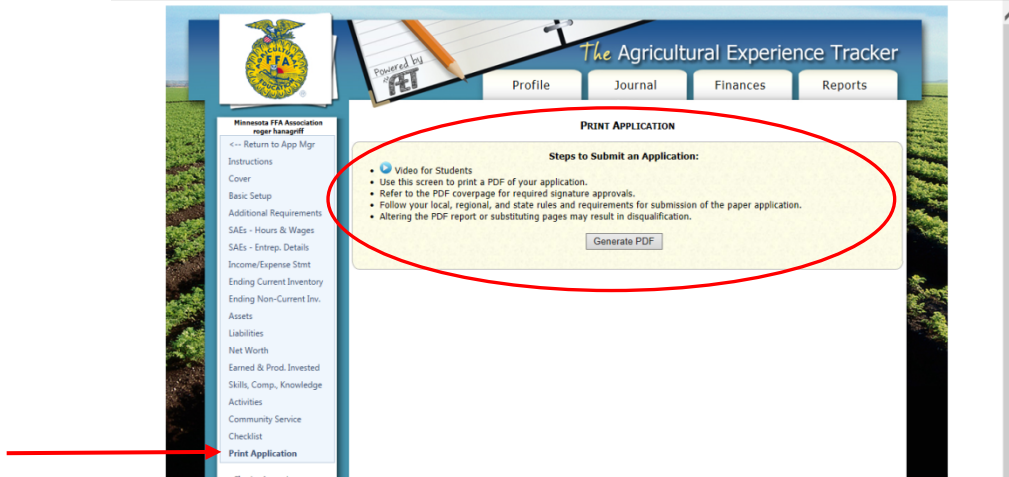 The Agricultural Experience Tracker
Powered by
AET
AGRICULTURAL
FFA
EDUCATION
Profile
Journal
Finances
Reports
Minnesota FFA Association
roger hanagriff
<-- Return to App Mgr
Instructions
Cover
Basic Setup
Additional Requirements
SAEs - Hours & Wages
SAEs - Entrep. Details
Income/Expense Stmt
Ending Current Inventory
Ending Non-Current Inv.
Assets
Liabilities
Net Worth
Earned & Prod. Invested
Skills, Comp., Knowledge
Activities
Community Service
Checklist
Print Application
PRINT APPLICATION
Steps to Submit an Application:
• Video for Students
• Use this screen to print a PDF of your application.
• Refer to the PDF coverpage for required signature approvals.
• Follow your local, regional, and state rules and requirements for submission of the paper application.
• Altering the PDF report or substituting pages may result in disqualification.
Generate PDF